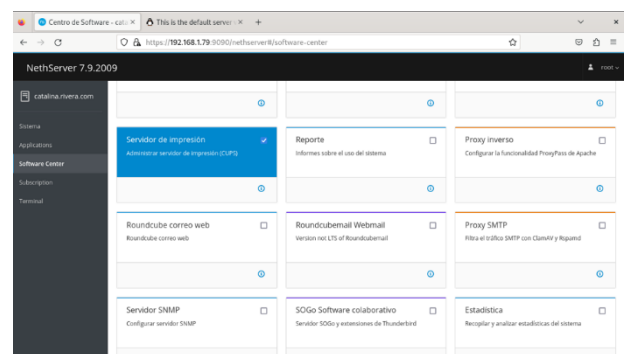 Centro de Software - cata
This is the default server
https://192.168.1.79:9090/nethserver#/software-center
NethServer 7.9.2009
root
catalina.rivera.com
Sistema
Applications
Software Center
Subscription
Terminal
Servidor de impresión
Administrar servidor de impresión (CUPS)
Reporte
Informes sobre el uso del sistema
Proxy inverso
Configurar la funcionalidad ProxyPass de Apache
Roundcube correo web
Roundcube correo web
Roundcubemail Webmail
Version not LTS of Roundcubemail
Proxy SMTP
Filtra el tráfico SMTP con ClamAV y Rspamd
Servidor SNMP
Configurar servidor SNMP
SOGo Software colaborativo
Servidor SOGo y extensiones de Thunderbird
Estadística
Recopilar y analizar estadísticas del sistema